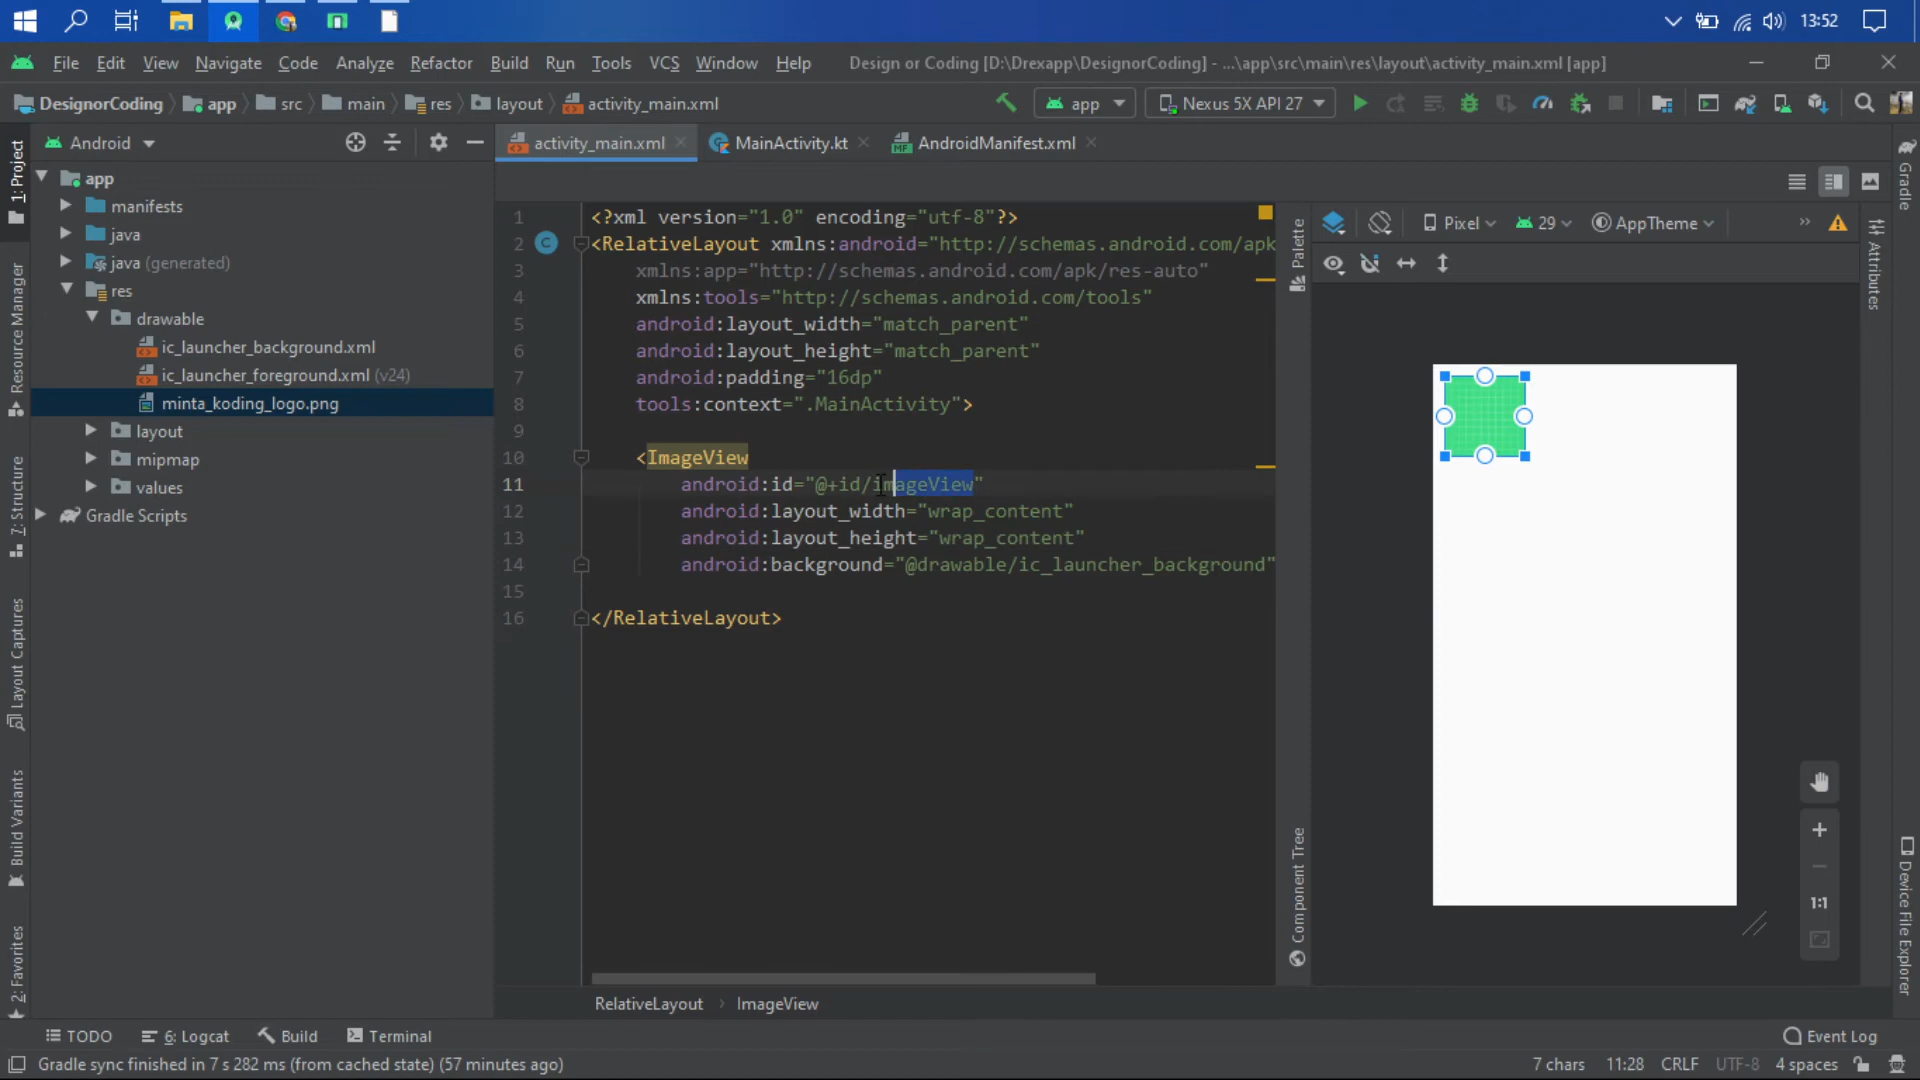 13:52
File Edit View Navigate Code Analyze Refactor Build Run Tools VCS Window Help Design or Coding [D:\Drexapp\DesignorCoding] - ...\app\src\main\res\layout\activity_main.xml [app]
DesignorCoding app src main res layout activity_main.xml app Nexus 5X API 27
Android activity_main.xml MainActivity.kt AndroidManifest.xml
1: Project
Resource Manager
7: Structure
Layout Captures
Build Variants
2: Favorites
app
manifests
java
java (generated)
res
drawable
ic_launcher_background.xml
ic_launcher_foreground.xml (v24)
minta_koding_logo.png
layout
mipmap
values
Gradle Scripts
1 <?xml version="1.0" encoding="utf-8"?>
2 <RelativeLayout xmlns:android="http://schemas.android.com/apk
3 xmlns:app="http://schemas.android.com/apk/res-auto"
4 xmlns:tools="http://schemas.android.com/tools"
5 android:layout_width="match_parent"
6 android:layout_height="match_parent"
7 android:padding="16dp"
8 tools:context=".MainActivity">
9
10 <ImageView
11 android:id="@+id/imageView"
12 android:layout_width="wrap_content"
13 android:layout_height="wrap_content"
14 android:background="@drawable/ic_launcher_background"
15
16 </RelativeLayout>
RelativeLayout ImageView
Palette
Component Tree
Pixel 29 AppTheme
1:1
Gradle
Attributes
Device File Explorer
TODO 6: Logcat Build Terminal Event Log
Gradle sync finished in 7 s 282 ms (from cached state) (57 minutes ago) 7 chars 11:28 CRLF UTF-8 4 spaces